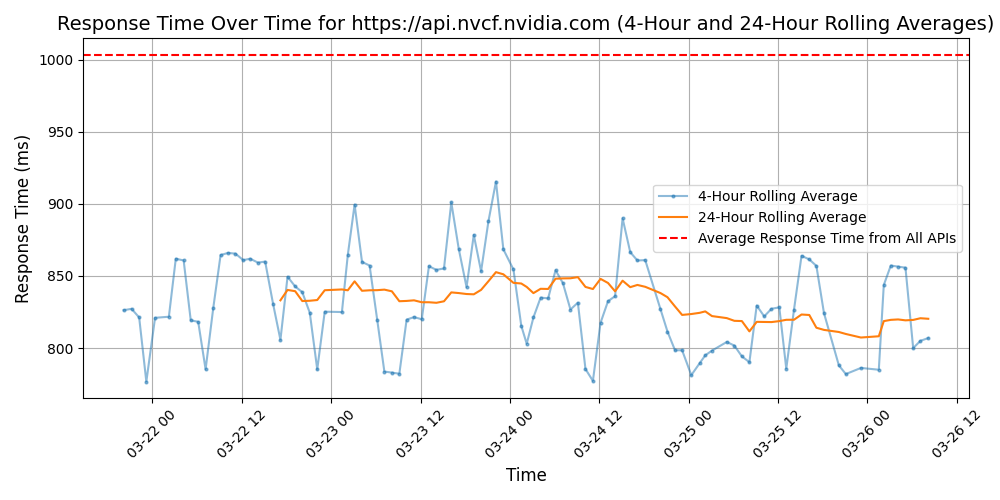 Response Time Over Time for https://api.nvcf.nvidia.com (4-Hour and 24-Hour Rolling Averages)
Response Time (ms)
1000
950
900
850
800
4-Hour Rolling Average
24-Hour Rolling Average
Average Response Time from All APIs
03-22 00
03-22 12
03-23 00
03-23 12
03-24 00
03-24 12
03-25 00
03-25 12
03-26 00
03-26 12
Time